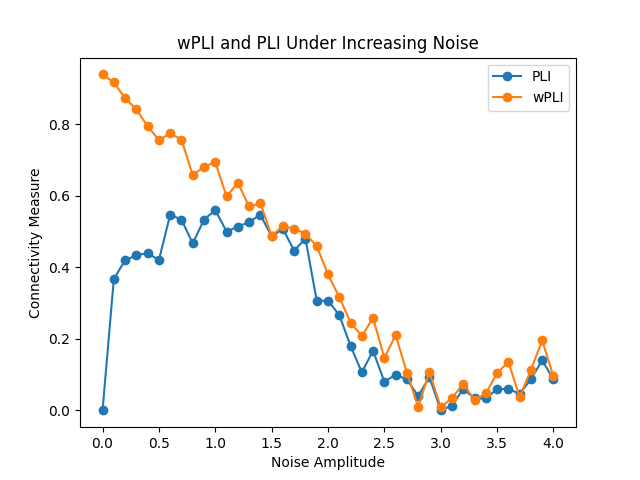 wPLI and PLI Under Increasing Noise
PLI
wPLI
Connectivity Measure
0.8
0.6
0.4
0.2
0.0
0.0 0.5 1.0 1.5 2.0 2.5 3.0 3.5 4.0
Noise Amplitude